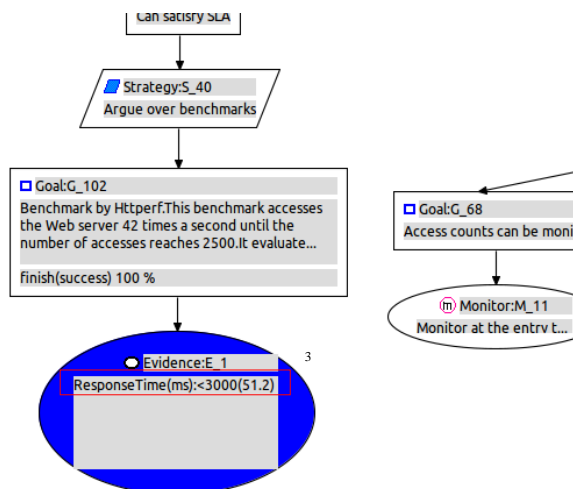 Can satisfy SLA
Strategy:S_40
Argue over benchmarks
Goal:G_102
Benchmark by Httperf.This benchmark accesses
the Web server 42 times a second until the
number of accesses reaches 2500.It evaluate...
finish(success) 100 %
Evidence:E_1
3
ResponseTime(ms):<3000(51.2)
Goal:G_68
Access counts can be moni
m Monitor:M_11
Monitor at the entry t...